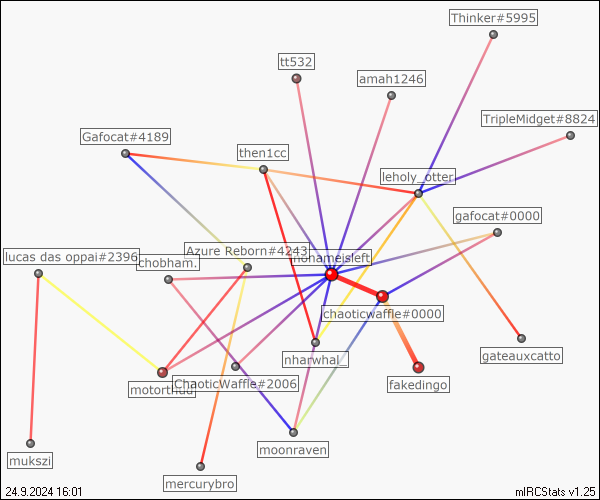 Thinker#5995
tt532
amah1246
TripleMidget#8824
Gafocat#4189
then1cc
leholy_otter
gafocat#0000
Azure Reborn#4243
nohameisleft
lucas das oppai#2396
chobham.
chaoticwaffle#0000
nharwhal_
gateauxcatto
motorthud
ChaoticWaffle#2006
fakedingo
moonraven
mukszi
mercurybro
24.9.2024 16:01
mIRCStats v1.25